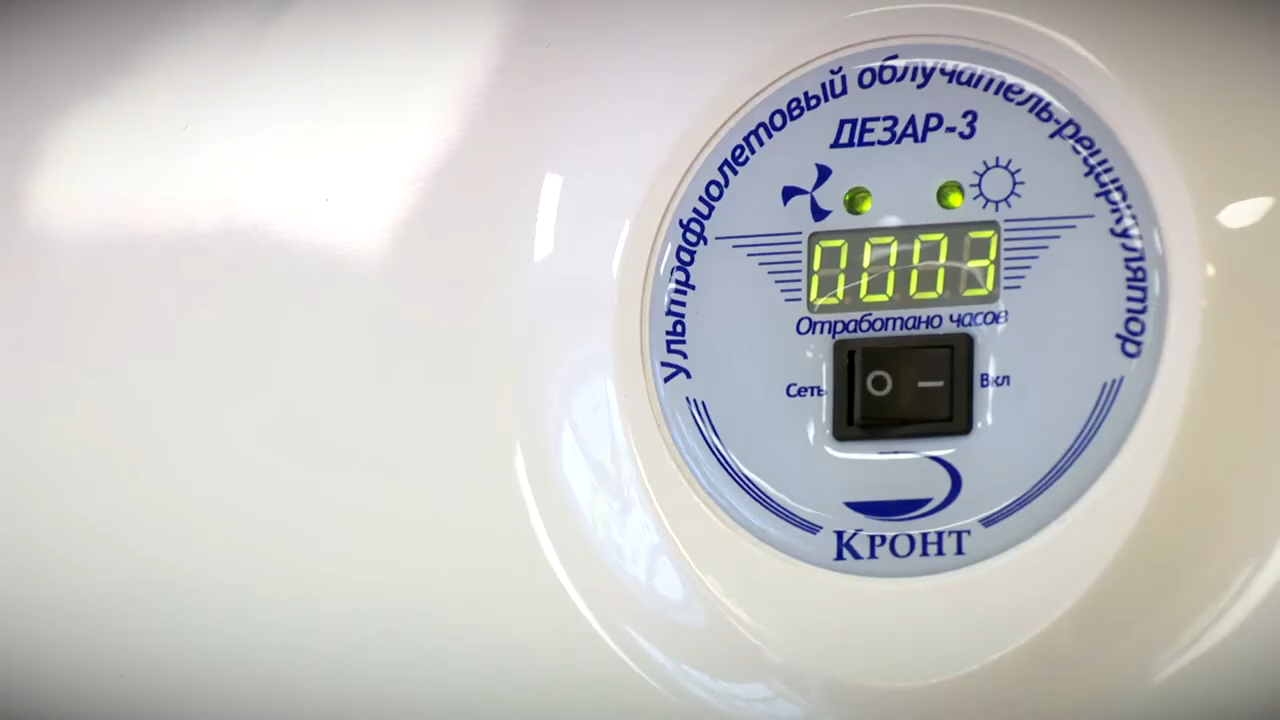 Ультрафиолетовый облучатель-рециркулятор
ДЕЗАР-3
0003
Отработано часов
Сеть
Вкл
КРОНТ